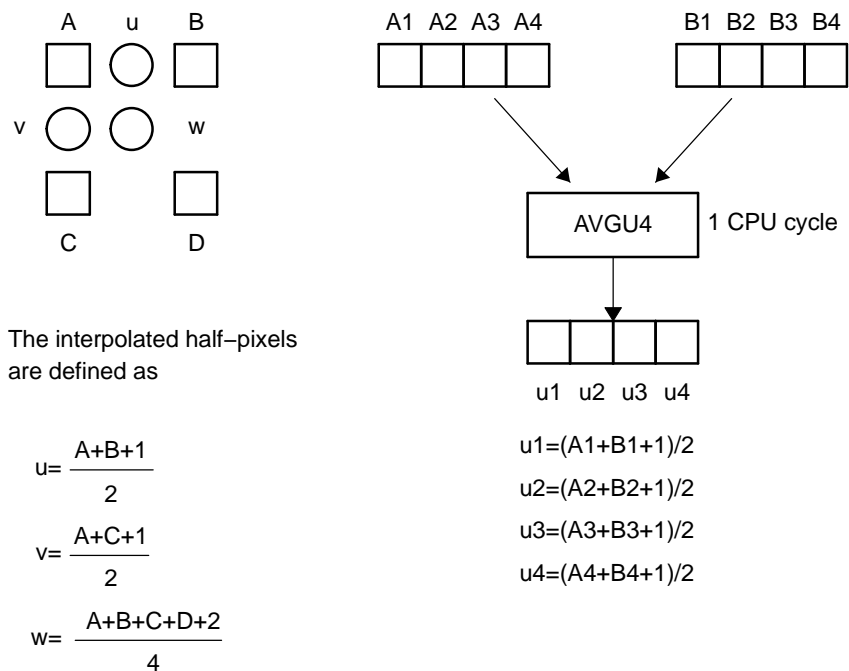 A u B
v w
C D
The interpolated half−pixels
are defined as
u= A+B+1
2
v= A+C+1
2
w= A+B+C+D+2
4
A1 A2 A3 A4
B1 B2 B3 B4
AVGU4
1 CPU cycle
u1 u2 u3 u4
u1=(A1+B1+1)/2
u2=(A2+B2+1)/2
u3=(A3+B3+1)/2
u4=(A4+B4+1)/2